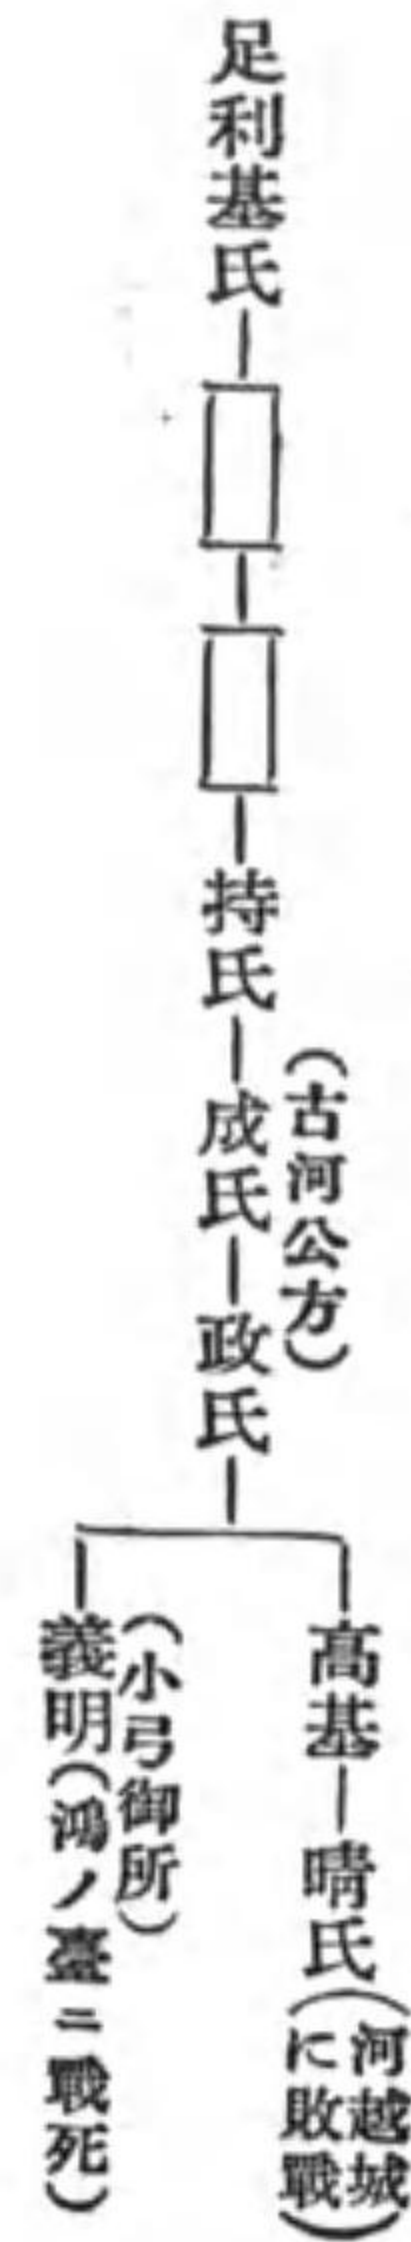 足利基氏
持氏
成氏
(古河公方)
政氏
高基
晴氏(河越城
に敗戰)
(小弓御所)
義明(鴻ノ臺ニ戰死)